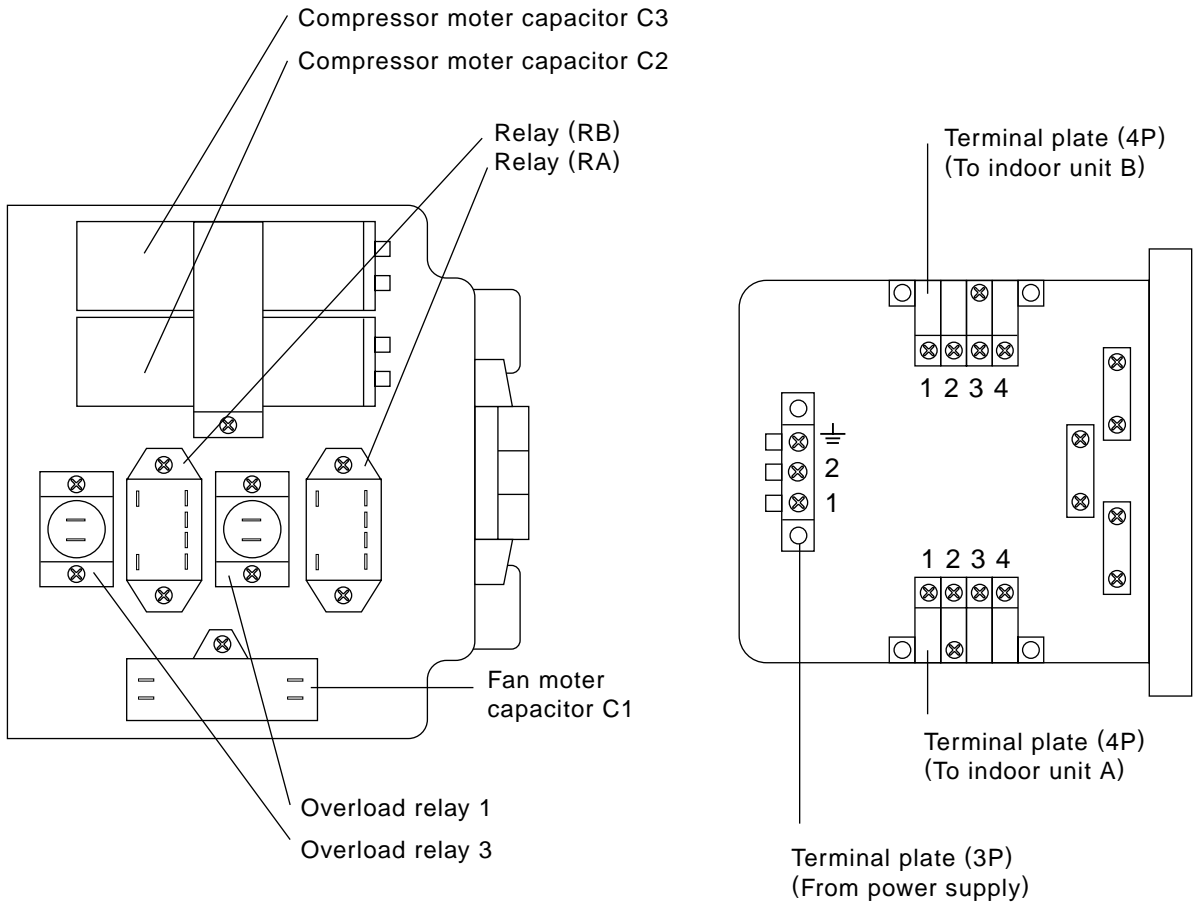 Compressor moter capacitor C3
Compressor moter capacitor C2
Relay (RB)
Relay (RA)
Fan moter
capacitor C1
Overload relay 1
Overload relay 3
Terminal plate (4P)
(To indoor unit B)
1 2 3 4
⏚
2
1
1 2 3 4
Terminal plate (4P)
(To indoor unit A)
Terminal plate (3P)
(From power supply)